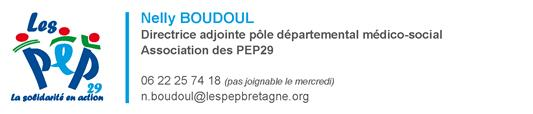 Les
PEP
29
La solidarité en action
Nelly BOUDOUL
Directrice adjointe pôle départemental médico-social
Association des PEP29
06 22 25 74 18 (pas joignable le mercredi)
n.boudoul@lespepbretagne.org